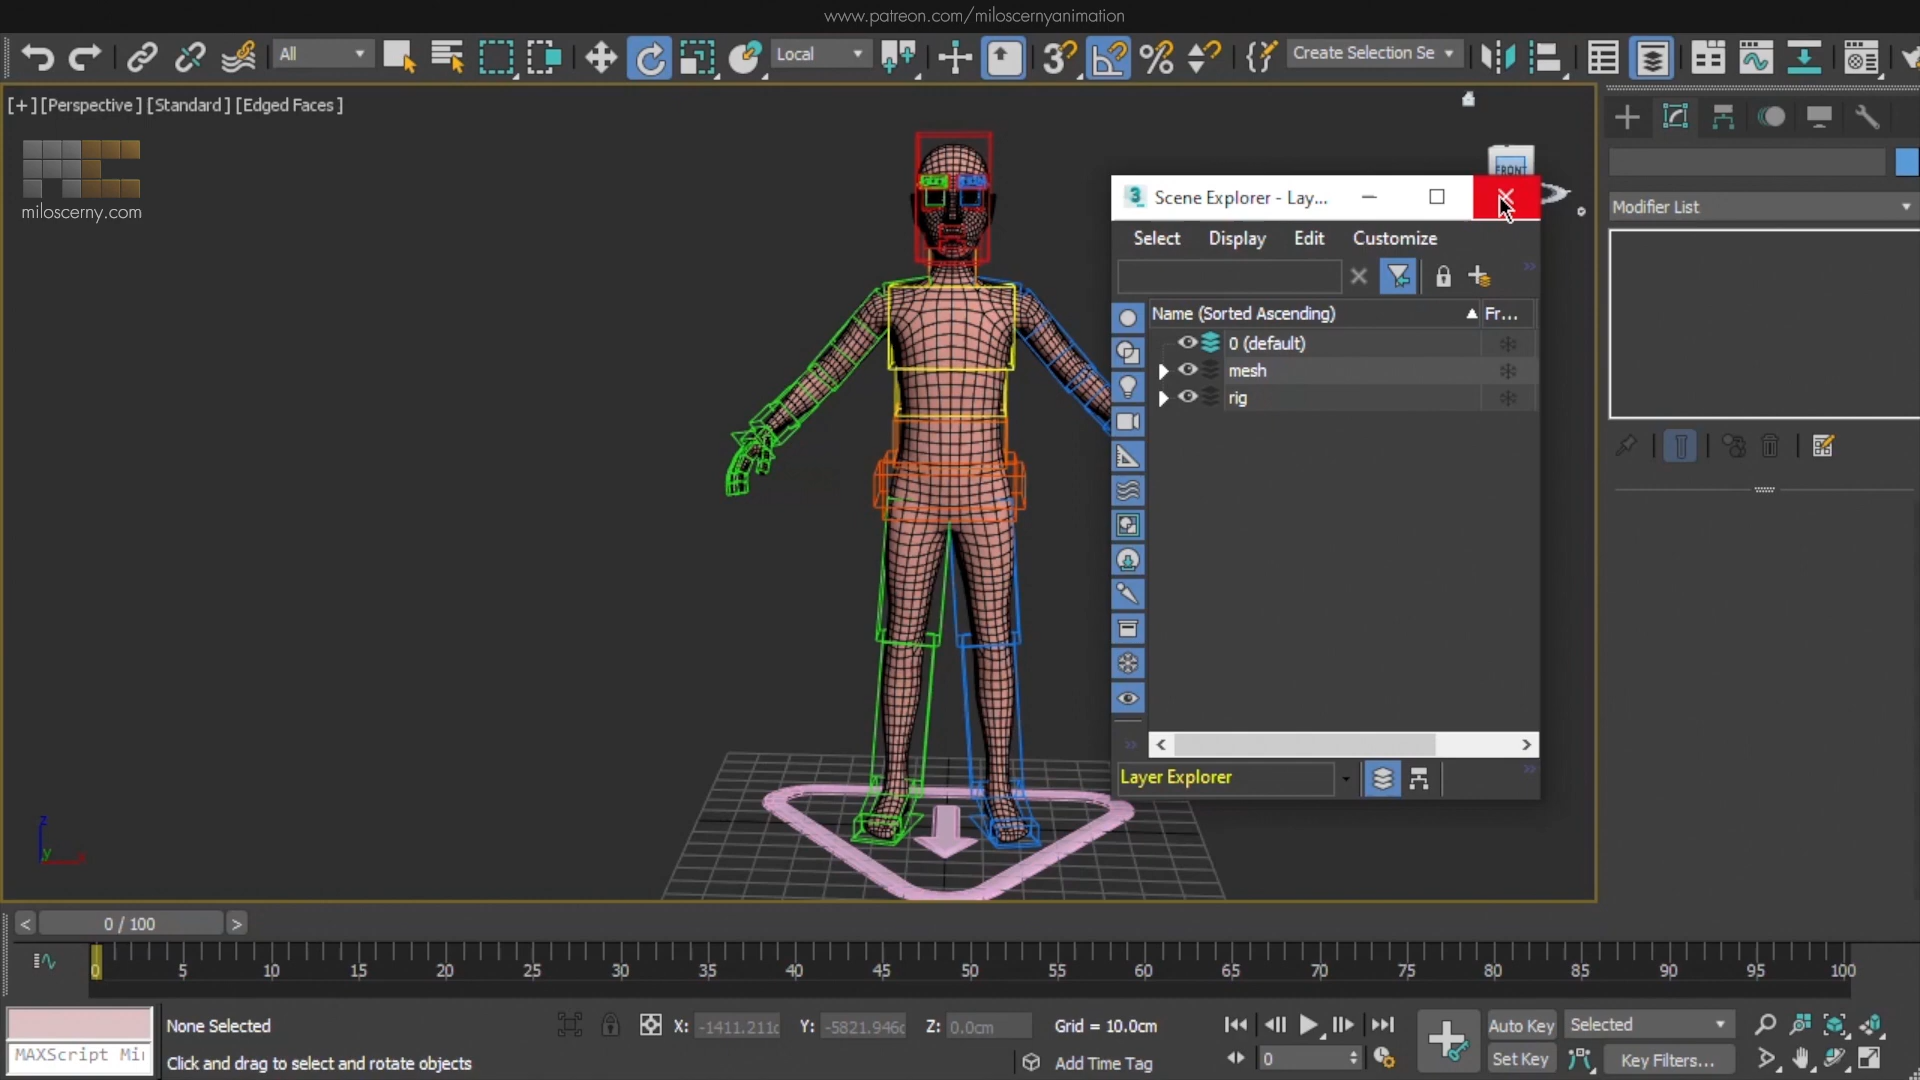 www.patreon.com/miloscernyanimation
All
Local
3
Create Selection Se
[+] [Perspective ] [Standard ] [Edged Faces ]
miloscerny.com
FRONT
3 Scene Explorer - Lay...
Select Display Edit Customize
Name (Sorted Ascending) Fr...
0 (default)
mesh
rig
Layer Explorer
Modifier List
z
y
< 0 / 100 >
0 5 10 15 20 25 30 35 40 45 50 55 60 65 70 75 80 85 90 95 100
None Selected
X: -1411.211c Y: -5821.946c Z: 0.0cm Grid = 10.0cm
Auto Key Selected
MAXScript Mi
Click and drag to select and rotate objects
Add Time Tag
0
Set Key Key Filters...